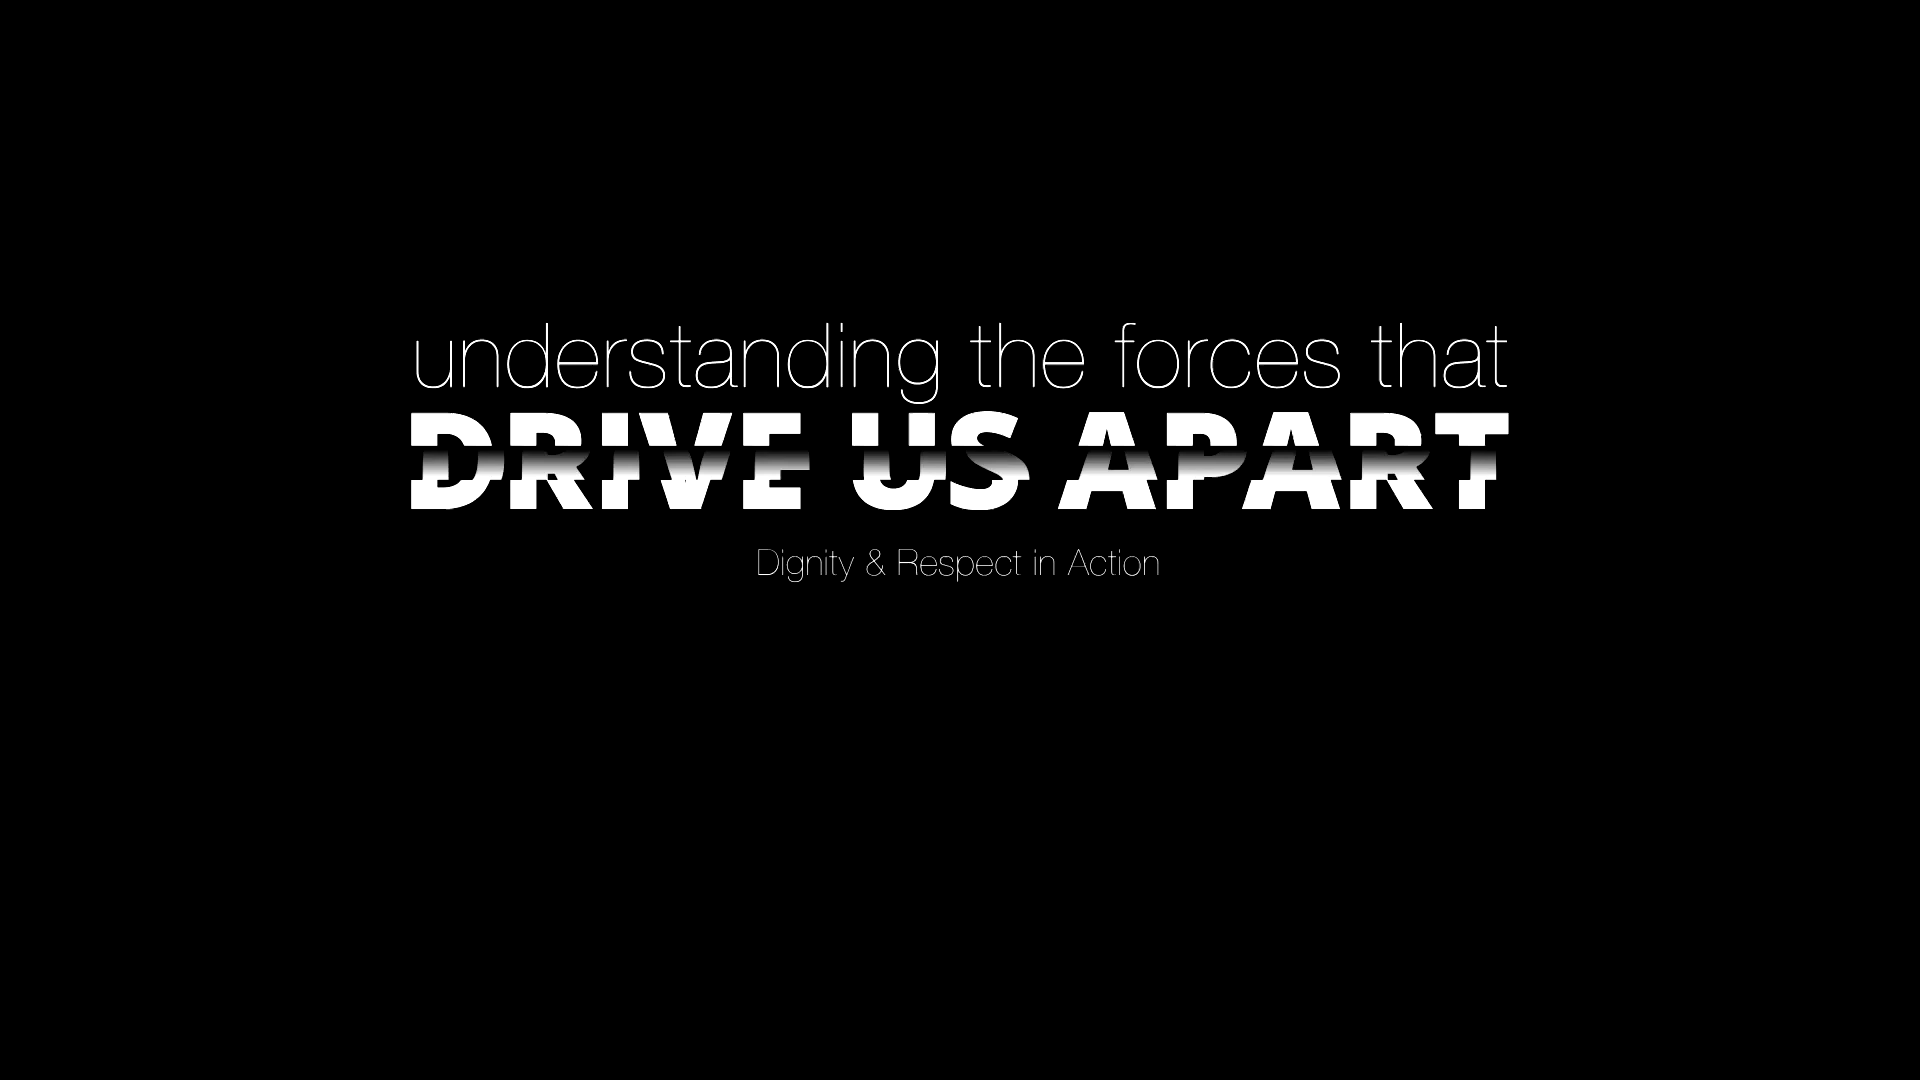 understanding the forces that
DRIVE US APART
Dignity & Respect in Action